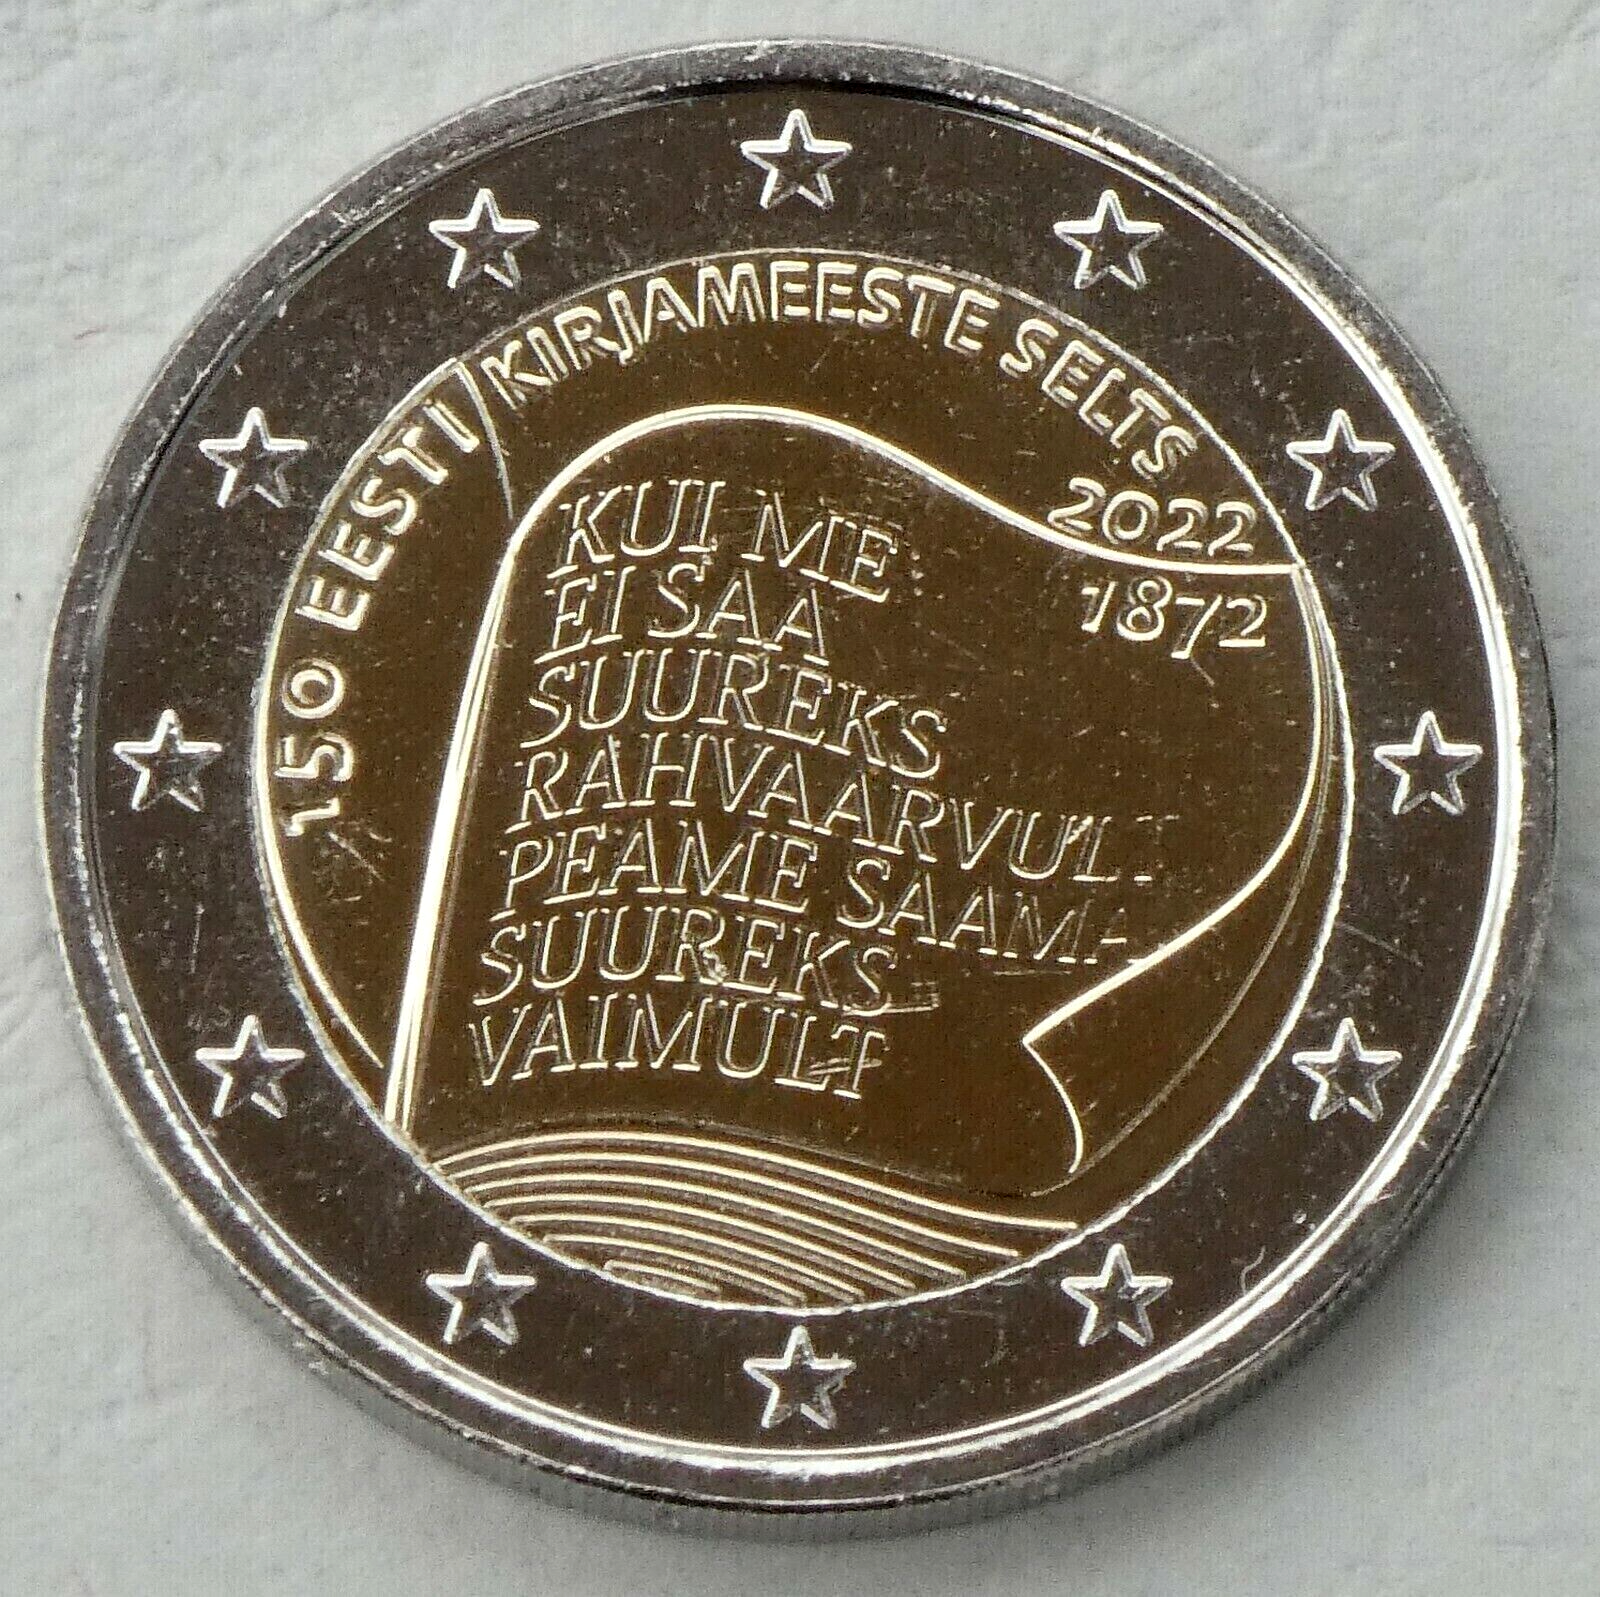 150 EESTI KIRJAMEESTE SELTS
2022
1872
KUI ME
EI SAA
SUUREKS
RAHVAARVULT
PEAME SAAMA
SUUREKS
VAIMULT